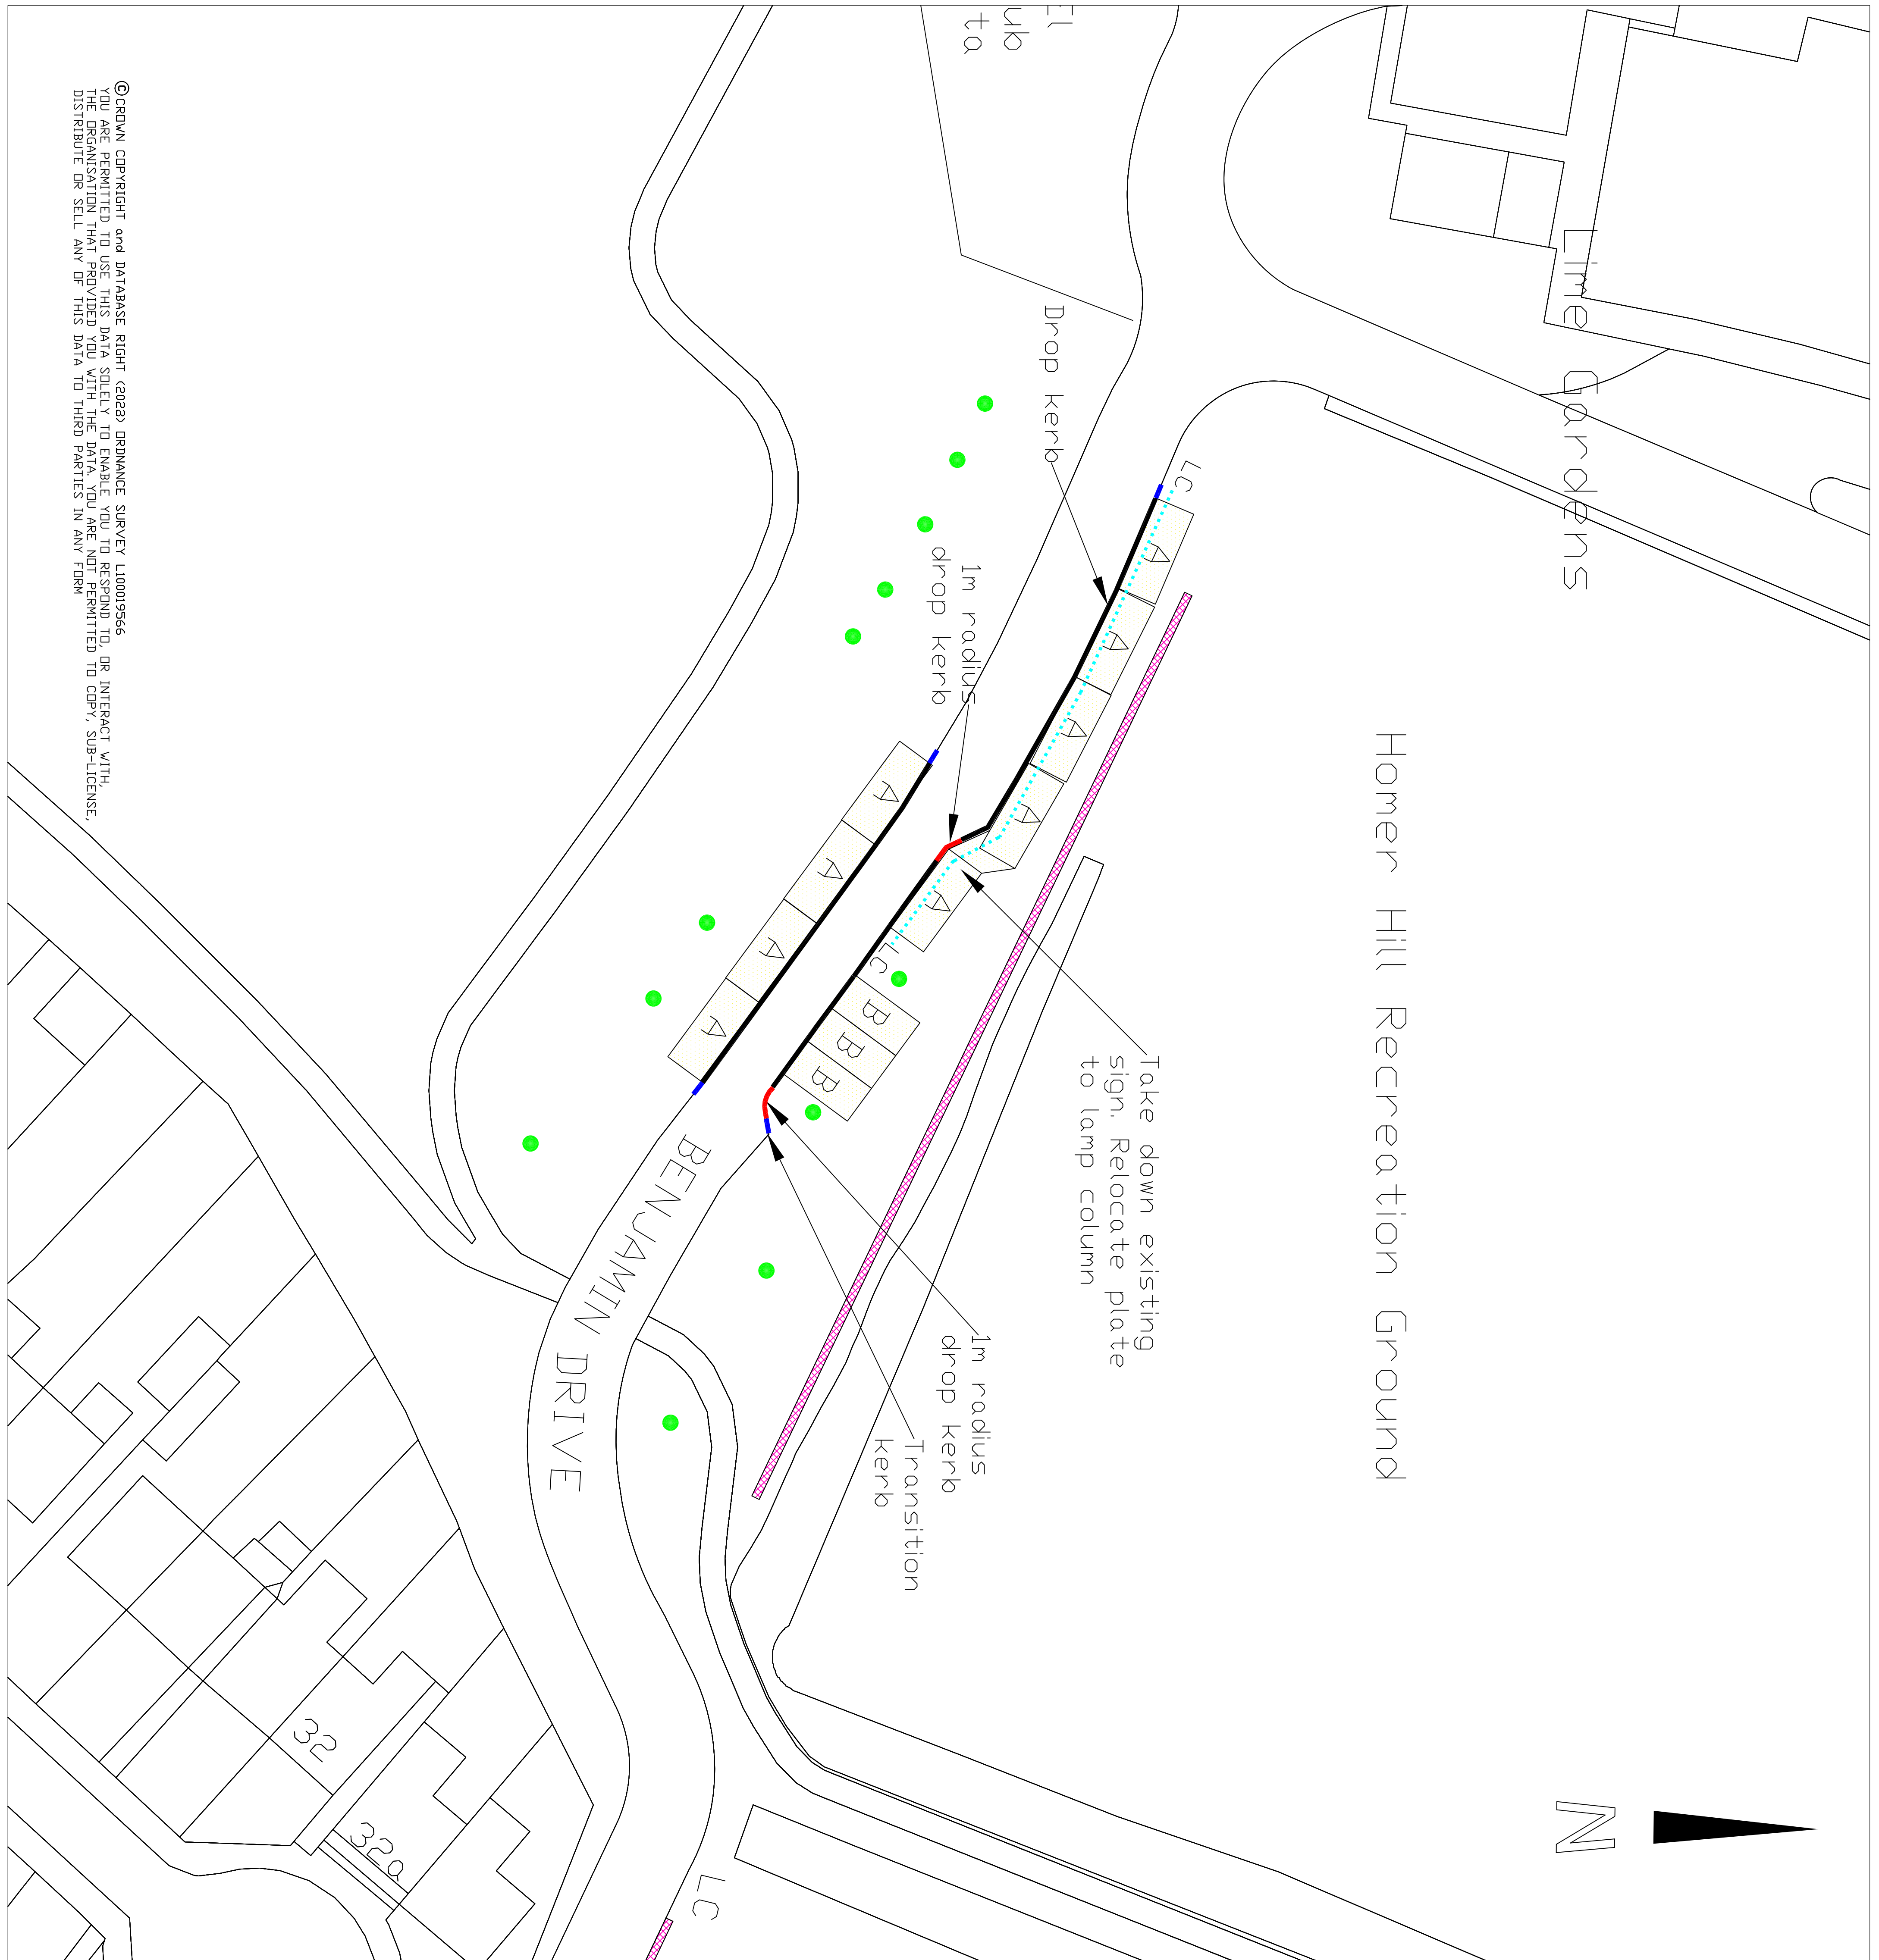 Lime Gardens
Homer Hill Recreation Ground
ub
to
Drop kerb
1m radius
drop kerb
LC
A
A
A
A
A
LC
A
A
A
A
B
B
B
Take down existing
sign. Relocate plate
to lamp column
1m radius
drop kerb
Transition
kerb
BENJAMIN DRIVE
LC
32
32a
N
© CROWN COPYRIGHT and DATABASE RIGHT (2023) ORDNANCE SURVEY L100019566
YOU ARE PERMITTED TO USE THIS DATA SOLELY TO ENABLE YOU TO RESPOND TO, OR INTERACT WITH,
THE ORGANISATION THAT PROVIDED YOU WITH THE DATA. YOU ARE NOT PERMITTED TO COPY, SUB-LICENSE,
DISTRIBUTE OR SELL ANY OF THIS DATA TO THIRD PARTIES IN ANY FORM